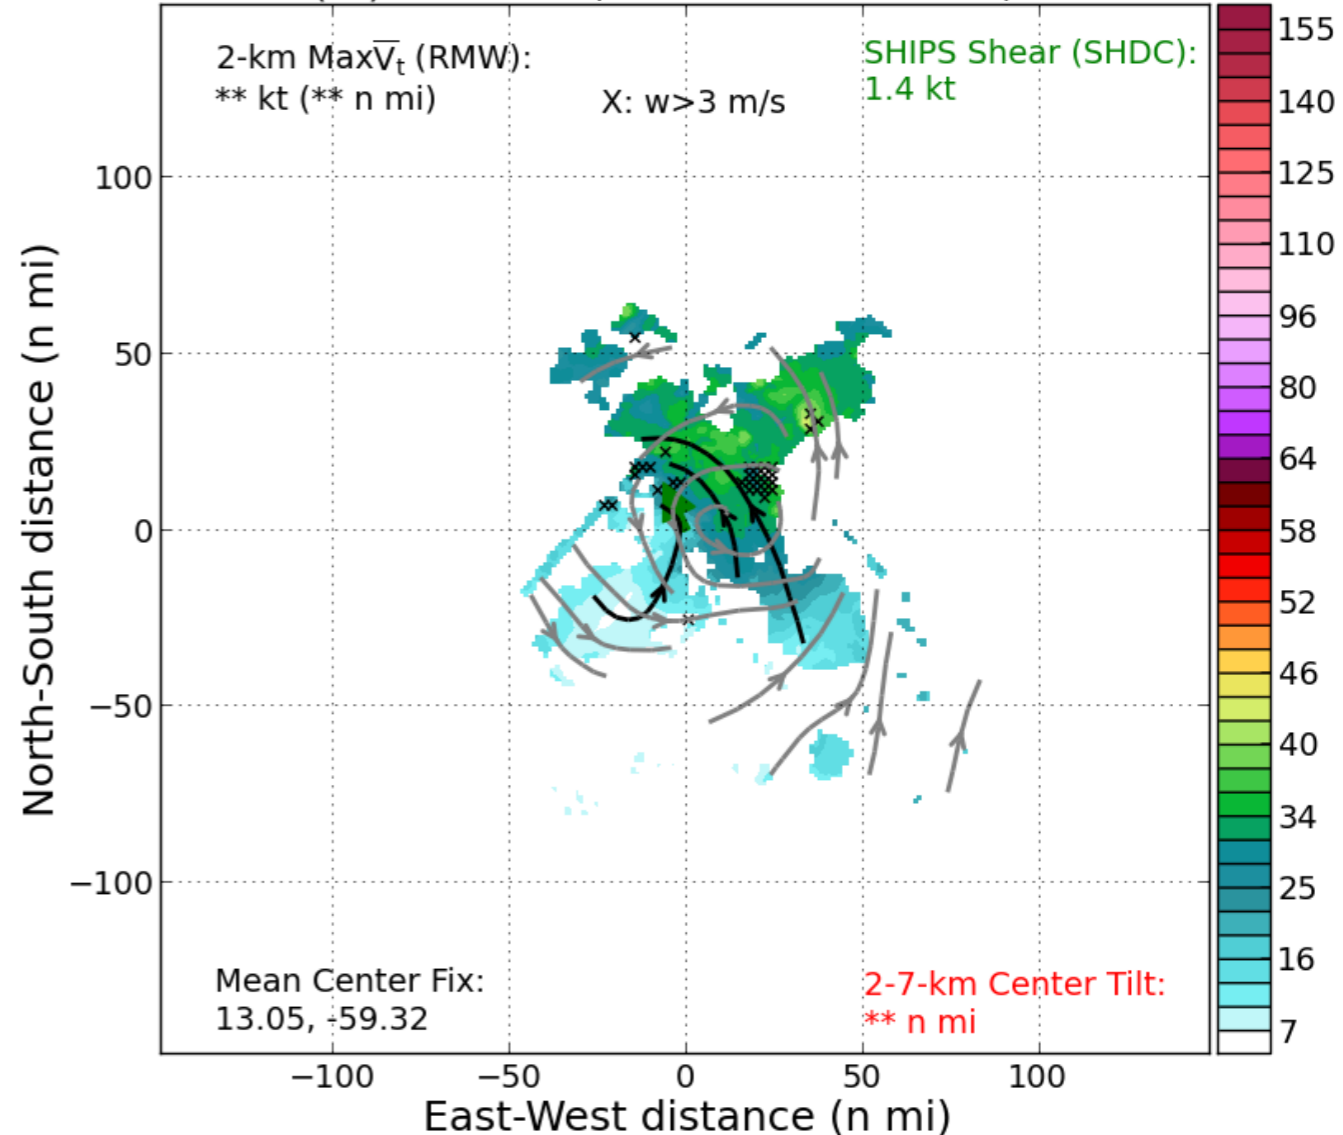 2-km MaxV̅ₜ (RMW):
** kt (** n mi)
X: w>3 m/s
SHIPS Shear (SHDC):
1.4 kt
155
140
125
110
96
80
64
58
52
46
40
34
25
16
7
North-South distance (n mi)
100
50
0
−50
−100
Mean Center Fix:
13.05, -59.32
2-7-km Center Tilt:
** n mi
−100
−50
0
50
100
East-West distance (n mi)